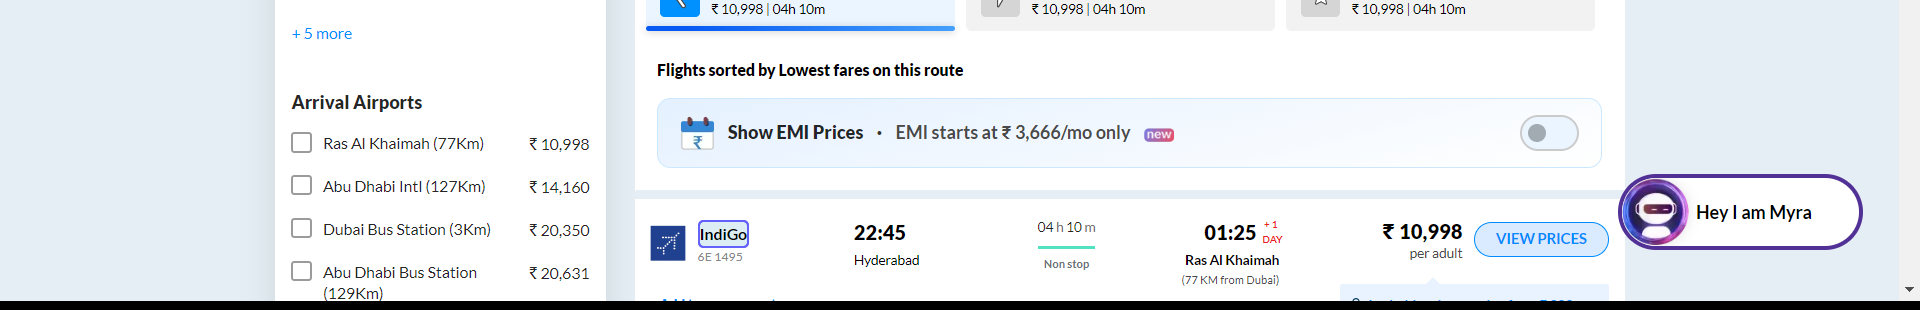 ₹ 10,998 | 04h 10m
₹ 10,998 | 04h 10m
₹ 10,998 | 04h 10m
+ 5 more
Arrival Airports
Ras Al Khaimah (77Km) ₹ 10,998
Abu Dhabi Intl (127Km) ₹ 14,160
Dubai Bus Station (3Km) ₹ 20,350
Abu Dhabi Bus Station ₹ 20,631
(129Km)
Flights sorted by Lowest fares on this route
Show EMI Prices • EMI starts at ₹ 3,666/mo only new
IndiGo
6E 1495
22:45
Hyderabad
04 h 10 m
Non stop
01:25 +1
DAY
Ras Al Khaimah
(77 KM from Dubai)
₹ 10,998
per adult
VIEW PRICES
Hey I am Myra